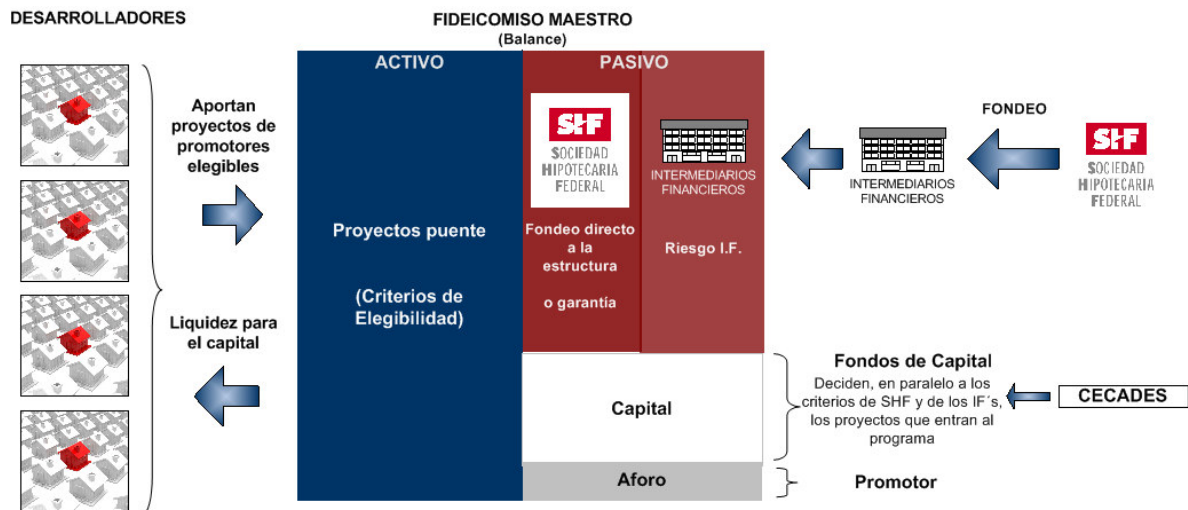 DESARROLLADORES
FIDEICOMISO MAESTRO
(Balance)
ACTIVO
PASIVO
Aportan
proyectos de
promotores
elegibles
Liquidez para
el capital
Proyectos puente
(Criterios de
Elegibilidad)
SHF
SOCIEDAD
HIPOTECARIA
FEDERAL
Fondeo directo
a la
estructura
o garantía
INTERMEDIARIOS
FINANCIEROS
Riesgo I.F.
Capital
Aforo
INTERMEDIARIOS
FINANCIEROS
FONDEO
SHF
SOCIEDAD
HIPOTECARIA
FEDERAL
Fondos de Capital
Deciden, en paralelo a los
criterios de SHF y de los IF´s,
los proyectos que entran al
programa
CECADES
Promotor